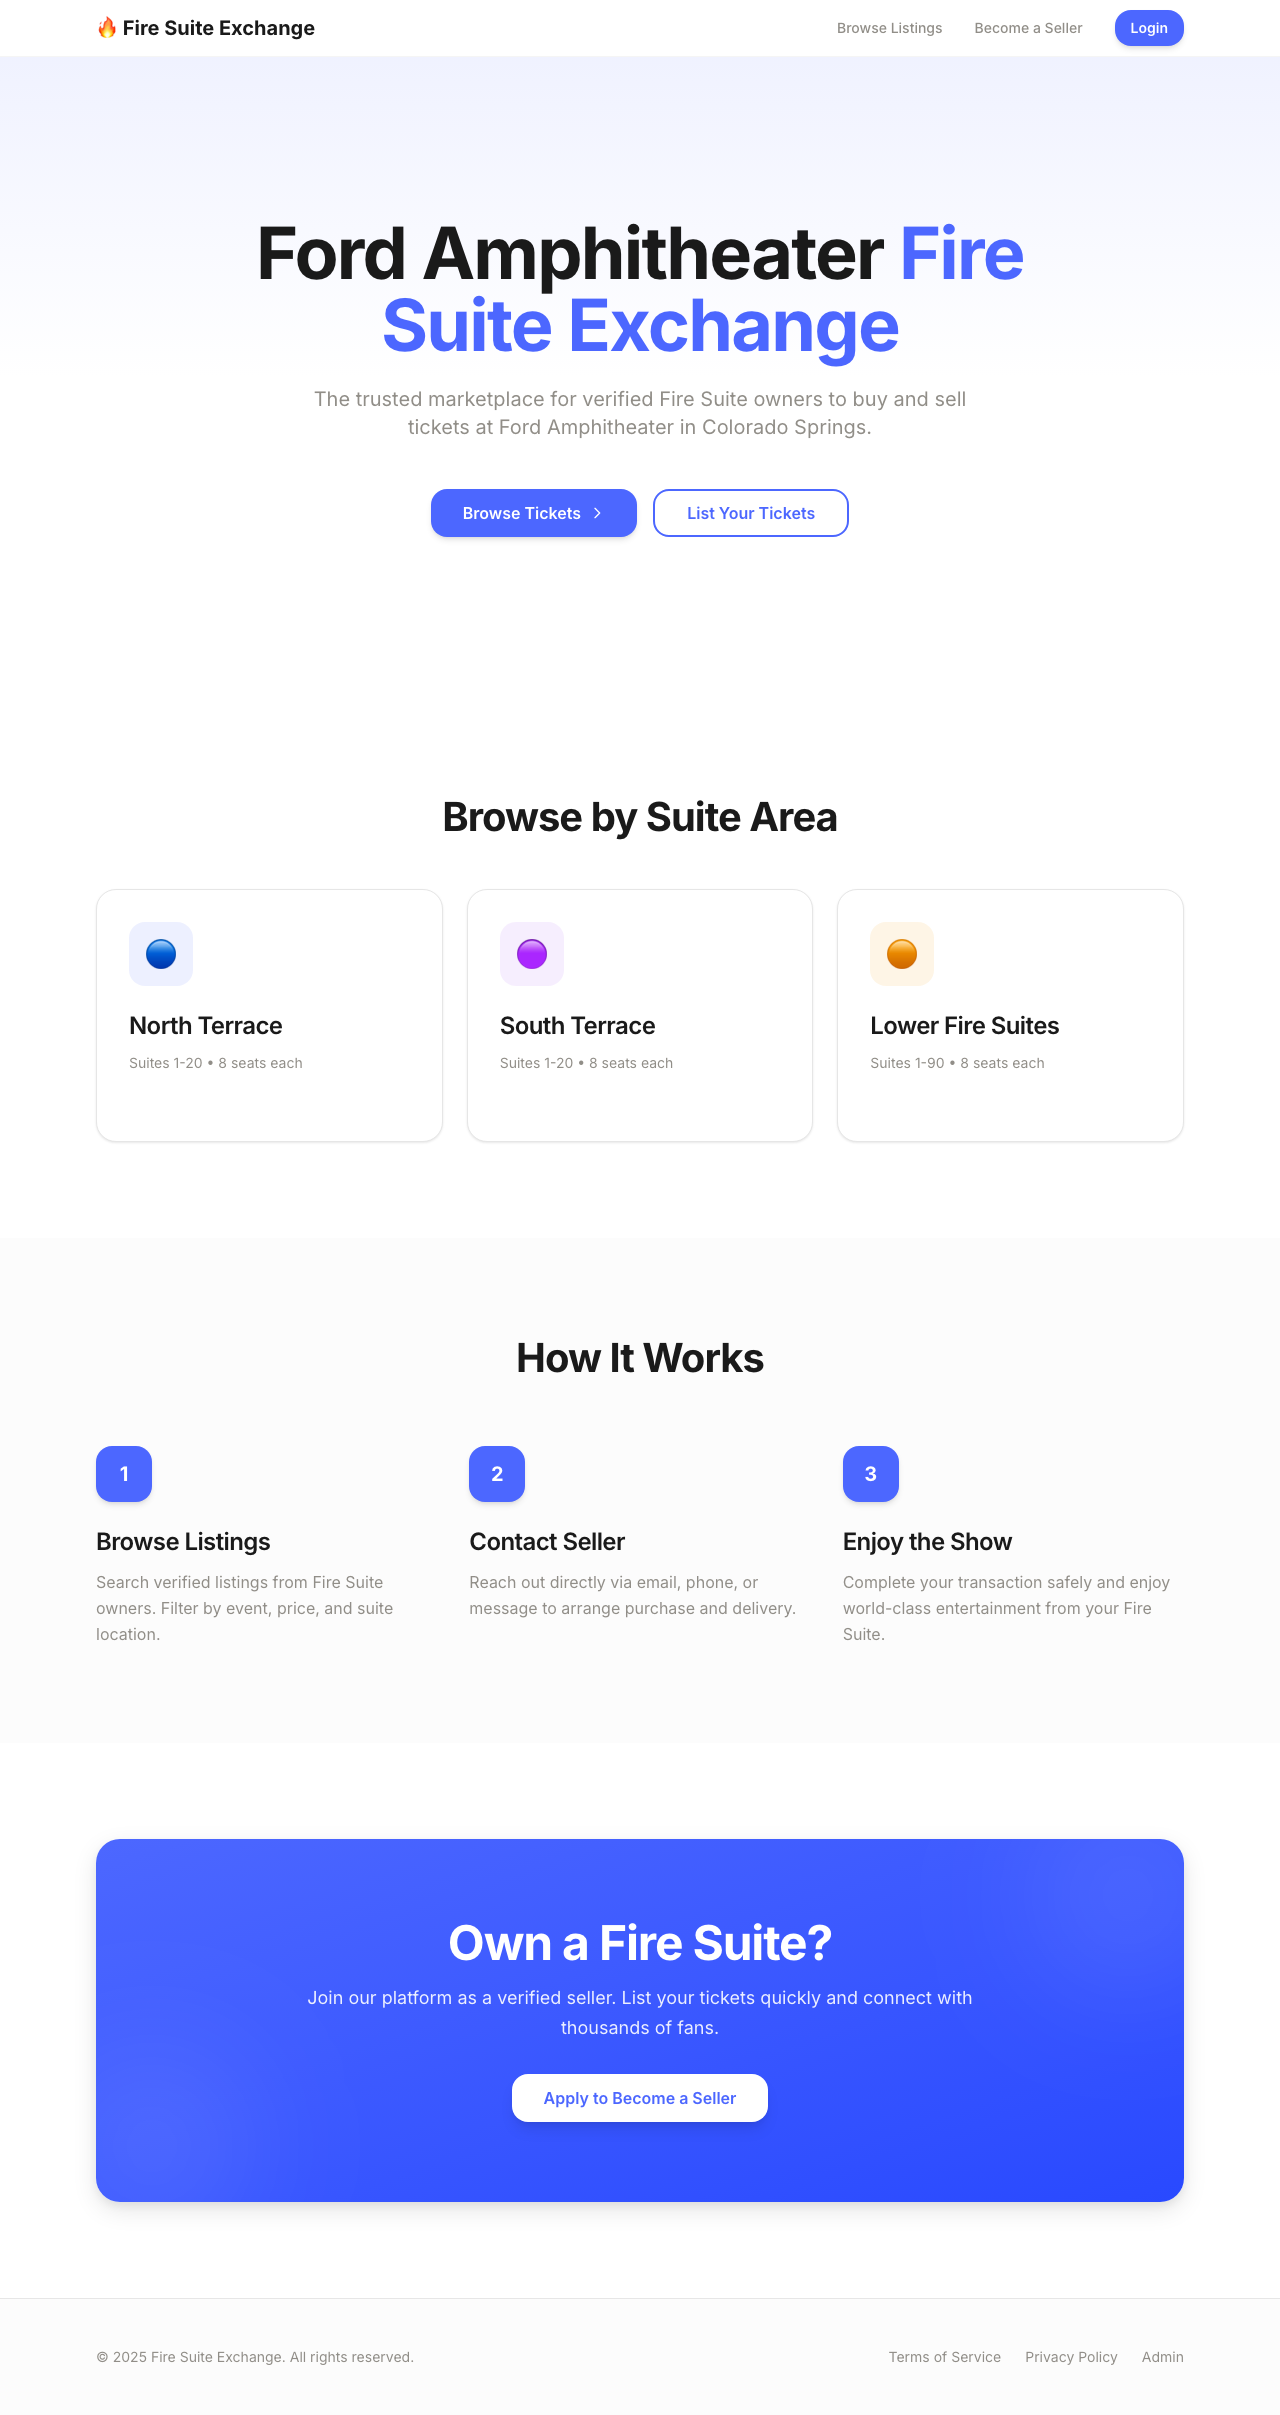 Fire Suite Exchange
Browse Listings
Become a Seller
Login
Ford Amphitheater Fire
Suite Exchange
The trusted marketplace for verified Fire Suite owners to buy and sell
tickets at Ford Amphitheater in Colorado Springs.
Browse Tickets
List Your Tickets
Browse by Suite Area
North Terrace
Suites 1-20 • 8 seats each
South Terrace
Suites 1-20 • 8 seats each
Lower Fire Suites
Suites 1-90 • 8 seats each
How It Works
1
Browse Listings
Search verified listings from Fire Suite
owners. Filter by event, price, and suite
location.
2
Contact Seller
Reach out directly via email, phone, or
message to arrange purchase and delivery.
3
Enjoy the Show
Complete your transaction safely and enjoy
world-class entertainment from your Fire
Suite.
Own a Fire Suite?
Join our platform as a verified seller. List your tickets quickly and connect with
thousands of fans.
Apply to Become a Seller
© 2025 Fire Suite Exchange. All rights reserved.
Terms of Service
Privacy Policy
Admin